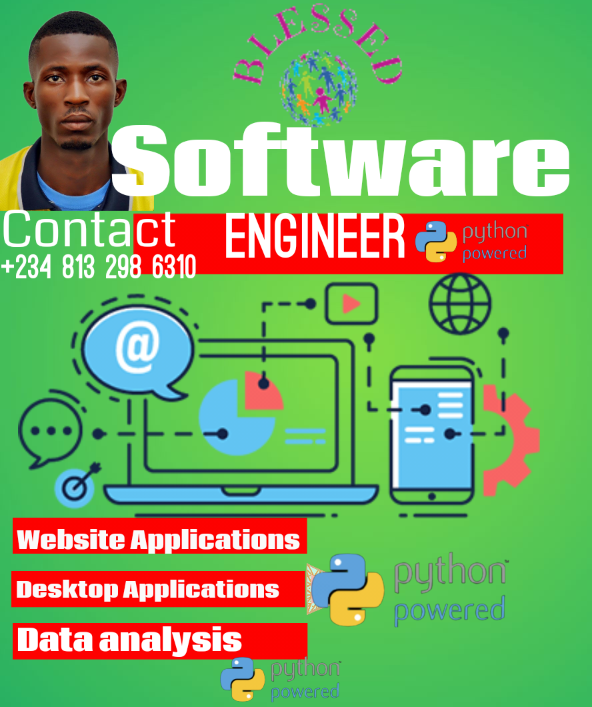 BLESSED
Software
Contact
ENGINEER
python
powered
+234 813 298 6310
@
Website Applications
Desktop Applications
python™
powered
Data analysis
python
powered